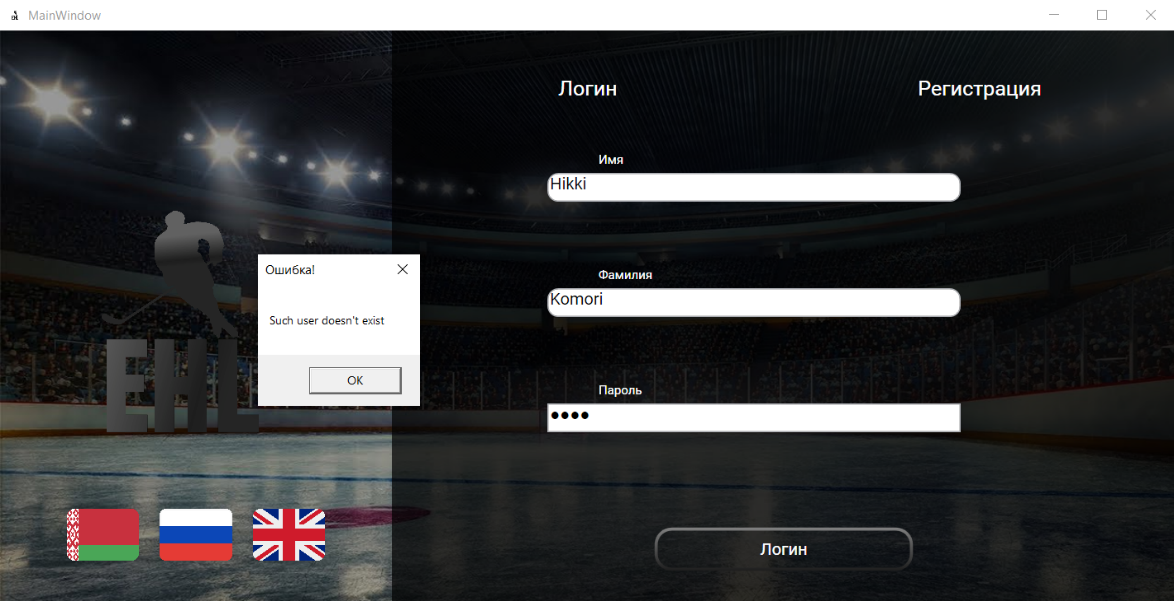 MainWindow
Логин
Регистрация
Имя
Hikki
Фамилия
Komori
Пароль
••••
Логин
Ошибка!
Such user doesn't exist
OK
EHL